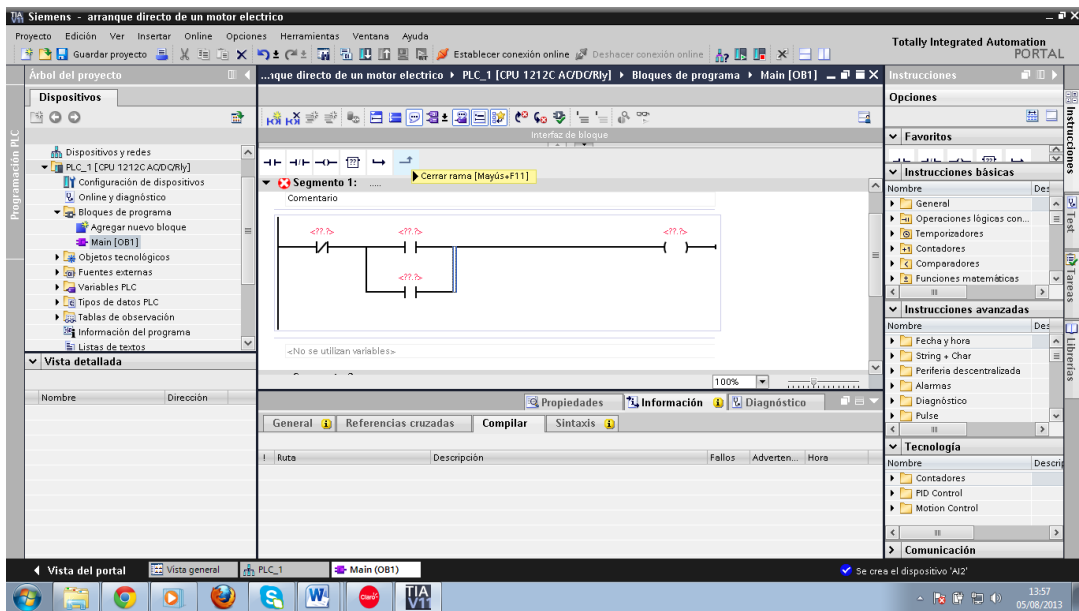 Siemens - arranque directo de un motor electrico
Proyecto Edición Ver Insertar Online Opciones Herramientas Ventana Ayuda
Totally Integrated Automation
PORTAL
Guardar proyecto
Establecer conexión online
Deshacer conexión online
Árbol del proyecto
...que directo de un motor electrico
PLC_1 [CPU 1212C AC/DC/Rly]
Bloques de programa
Main [OB1]
Instrucciones
Dispositivos
Opciones
Interfaz de bloque
Programación PLC
Dispositivos y redes
PLC_1 [CPU 1212C AC/DC/Rly]
Configuración de dispositivos
Online y diagnóstico
Bloques de programa
Agregar nuevo bloque
Main [OB1]
Objetos tecnológicos
Fuentes externas
Variables PLC
Tipos de datos PLC
Tablas de observación
Información del programa
Listas de textos
Vista detallada
Nombre Dirección
Cerrar rama [Mayús+F11]
Segmento 1: .....
Comentario
<??.?>
<??.?>
<??.?>
<??.?>
<No se utilizan variables>
100%
Propiedades
Información
Diagnóstico
General
Referencias cruzadas
Compilar
Sintaxis
! Ruta Descripción Fallos Adverten... Hora
Favoritos
Instrucciones básicas
Nombre Des
General
Operaciones lógicas con...
Temporizadores
Contadores
Comparadores
Funciones matemáticas
Instrucciones avanzadas
Nombre Des
Fecha y hora
String + Char
Periferia descentralizada
Alarmas
Diagnóstico
Pulse
Tecnología
Nombre Descrip
Contadores
PID Control
Motion Control
Comunicación
Instrucciones
Test
Tareas
Librerías
Vista del portal
Vista general
PLC_1
Main (OB1)
Se crea el dispositivo 'AI2'
Claro
TIA
V11
13:57
05/08/2013